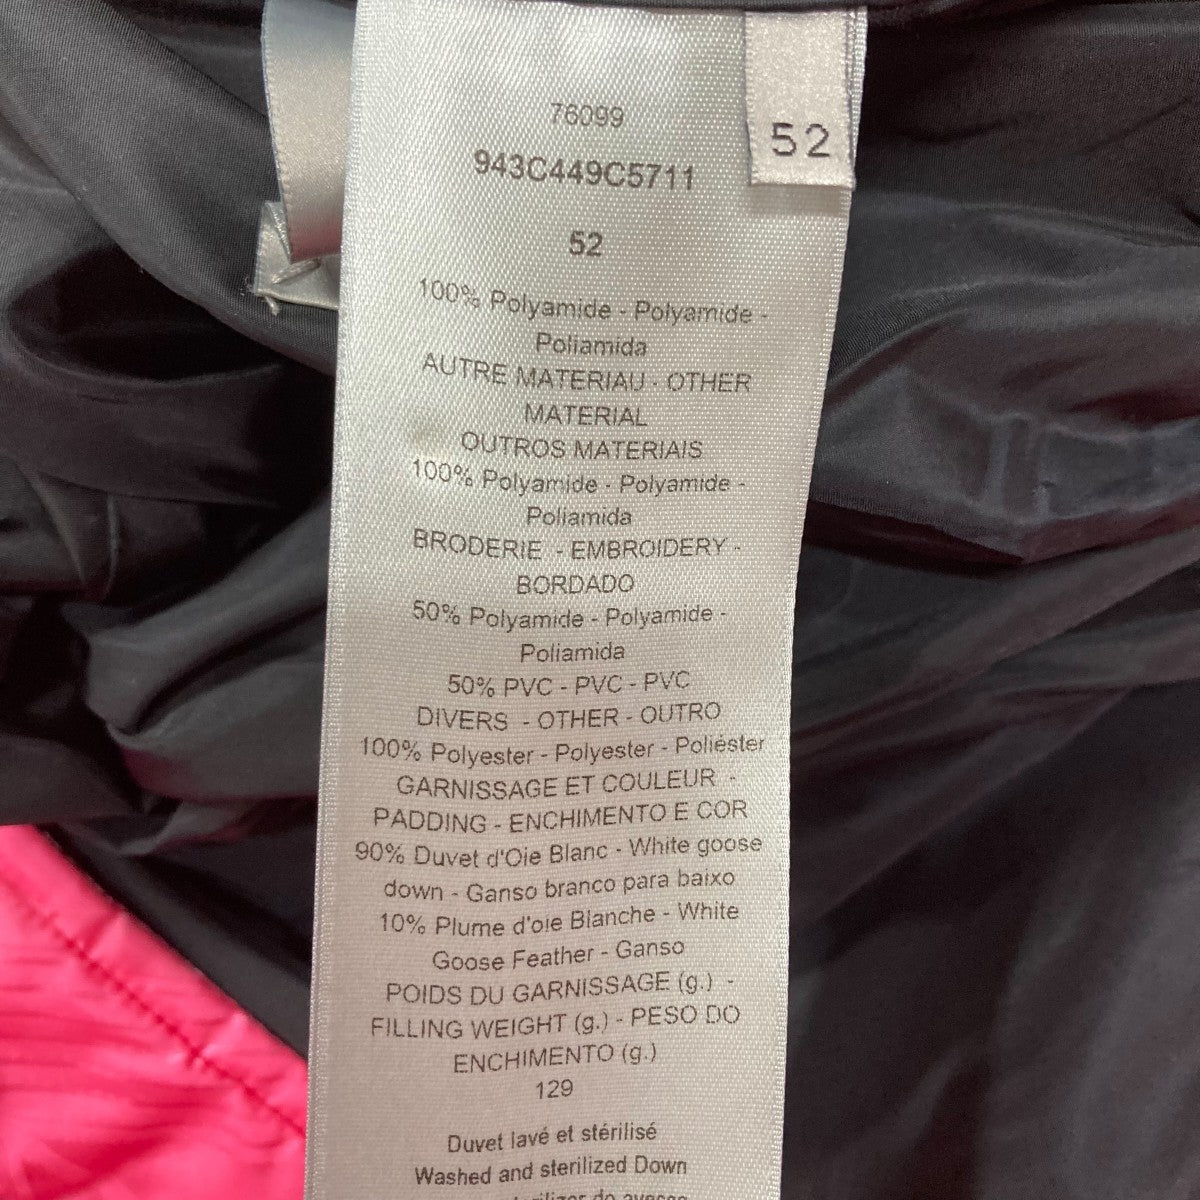 76099
52
943C449C5711
52
100% Polyamide - Polyamide -
Poliamida
AUTRE MATERIAU - OTHER
MATERIAL
OUTROS MATERIAIS
100% Polyamide - Polyamide -
Poliamida
BRODERIE - EMBROIDERY -
BORDADO
50% Polyamide - Polyamide -
Poliamida
50% PVC - PVC - PVC
DIVERS - OTHER - OUTRO
100% Polyester - Polyester - Poliéster
GARNISSAGE ET COULEUR -
PADDING - ENCHIMENTO E COR
90% Duvet d'Oie Blanc - White goose
down - Ganso branco para baixo
10% Plume d'oie Blanche - White
Goose Feather - Ganso
POIDS DU GARNISSAGE (g.) -
FILLING WEIGHT (g.) - PESO DO
ENCHIMENTO (g.)
129
Duvet lavé et stérilisé
Washed and sterilized Down